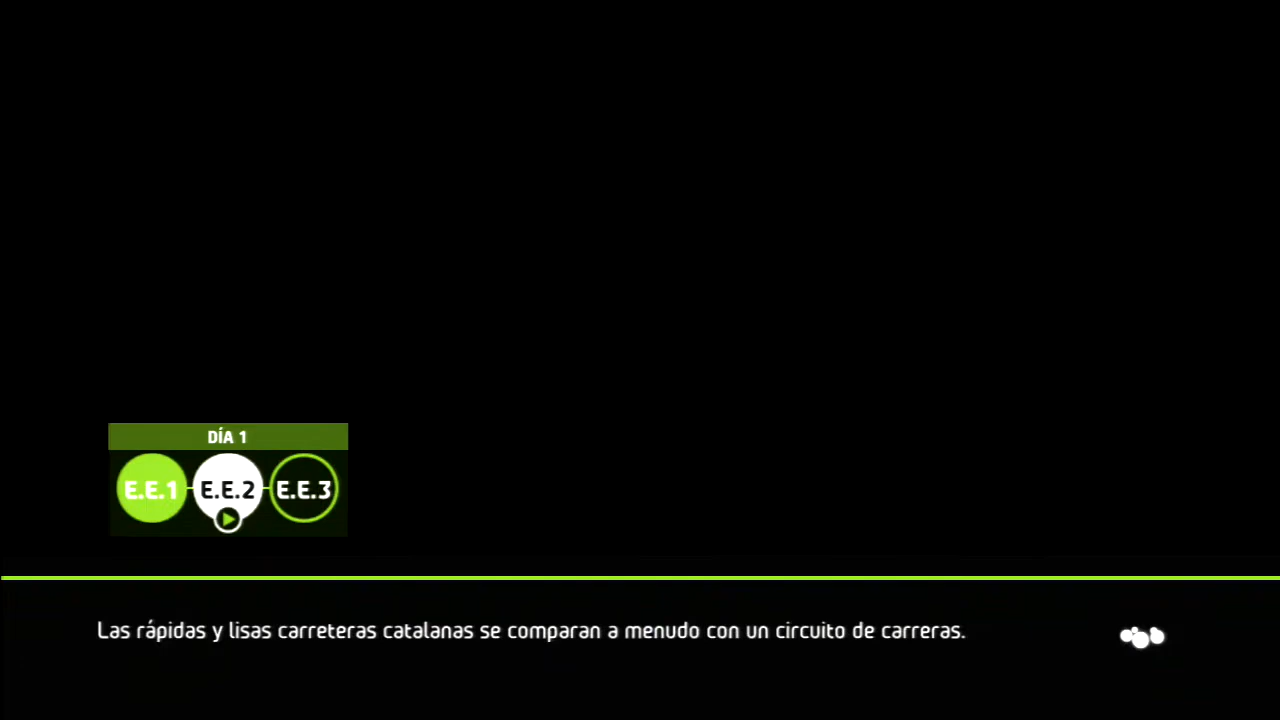 DÍA 1
E.E.1 E.E.2 E.E.3
Las rápidas y lisas carreteras catalanas se comparan a menudo con un circuito de carreras.